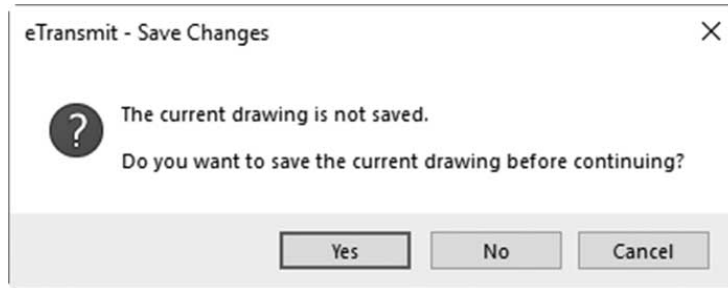 eTransmit - Save Changes
The current drawing is not saved.
Do you want to save the current drawing before continuing?
Yes No Cancel